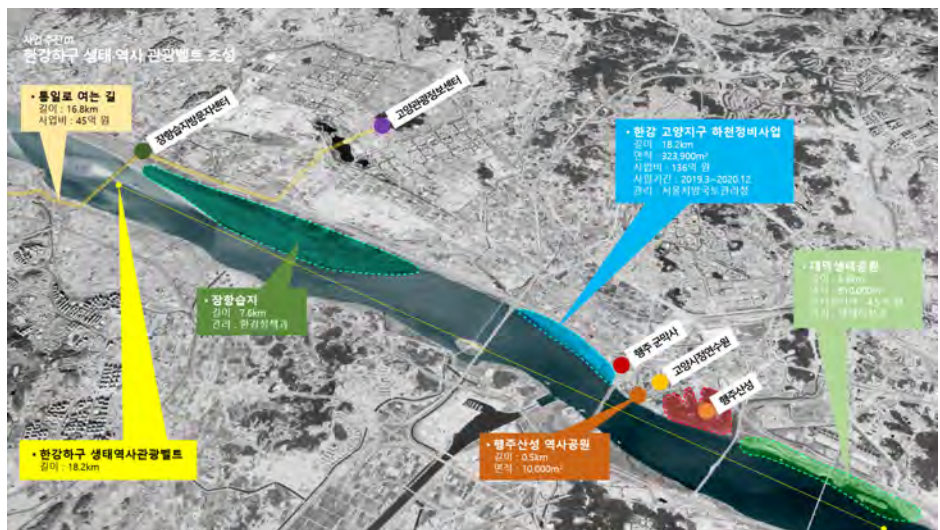 사업추진01
한강하구 생태·역사 관광벨트 조성
• 통일로 여는 길
길이 : 16.8km
사업비 : 45억 원
장항습지방문자센터
고양관광정보센터
• 한강 고양지구 하천정비사업
길이 : 18.2km
면적 : 323,900m²
사업비 : 136억 원
사업기간 : 2019.3~2020.12
관리 : 서울지방국토관리청
• 대덕생태공원
• 장항습지
길이 : 7.6km
관리 : 환경정책과
행주 군막사
고양시정연수원
행주산성
• 행주산성 역사공원
길이 : 0.5km
면적 : 10,000m²
• 한강하구 생태역사관광벨트
길이 : 18.2km